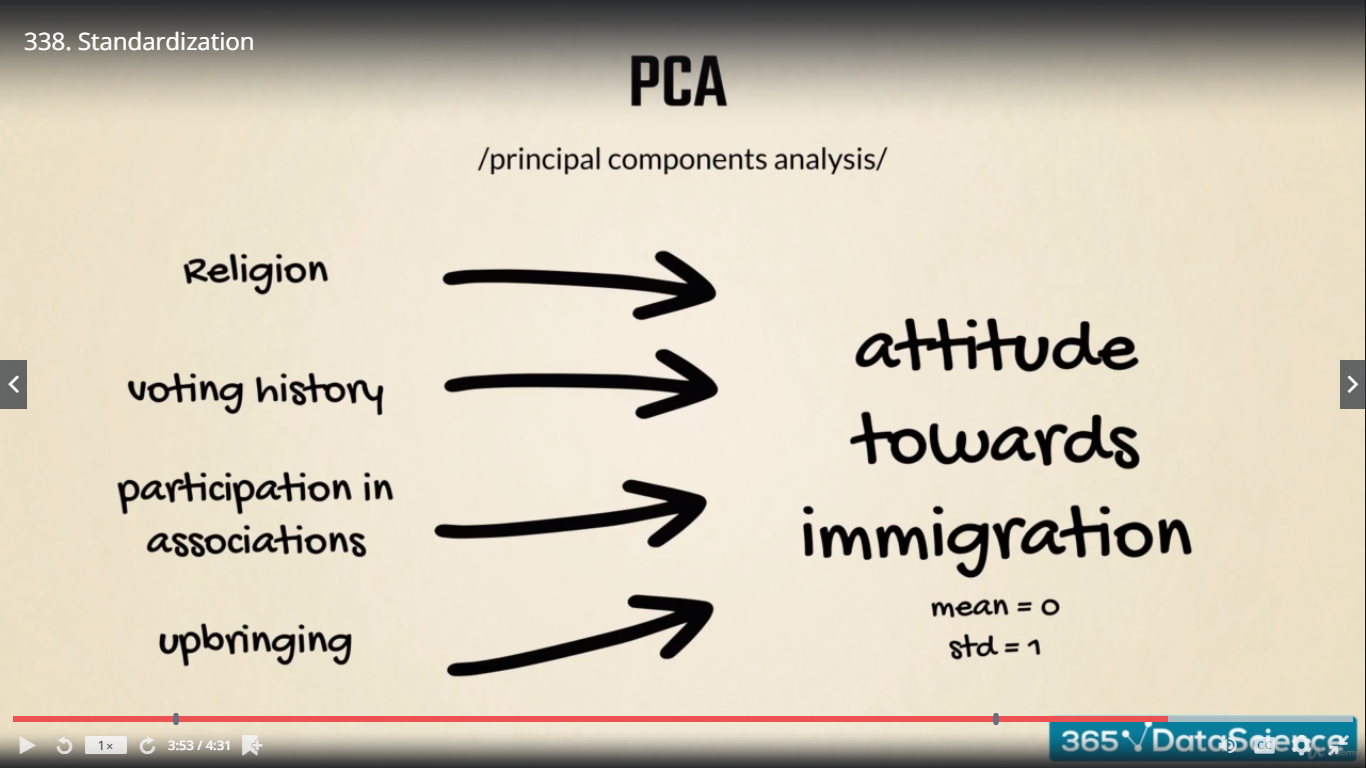 338. Standardization
PCA
/principal components analysis/
Religion
voting history
participation in
associations
upbringing
attitude
towards
immigration
mean = 0
std = 1
1×
3:53 / 4:31
365 DataScience
CC